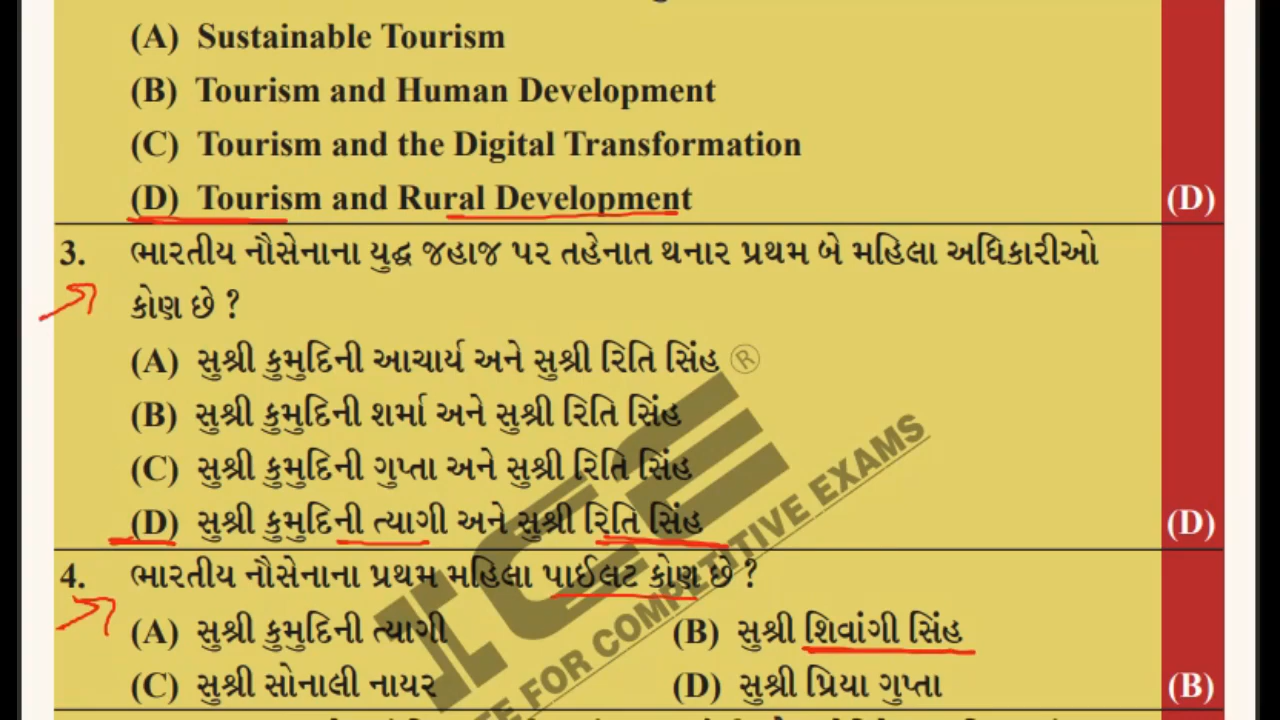 (A) Sustainable Tourism
(B) Tourism and Human Development
(C) Tourism and the Digital Transformation
(D) Tourism and Rural Development (D)
3. ભારતીય નૌસેનાના યુદ્ધ જહાજ પર તહેનાત થનાર પ્રથમ બે મહિલા અધિકારીઓ
કોણ છે ?
(A) સુશ્રી કુમુદિની આચાર્ય અને સુશ્રી રિતિ સિંહ ®
(B) સુશ્રી કુમુદિની શર્મા અને સુશ્રી રિતિ સિંહ
(C) સુશ્રી કુમુદિની ગુપ્તા અને સુશ્રી રિતિ સિંહ
(D) સુશ્રી કુમુદિની ત્યાગી અને સુશ્રી રિતિ સિંહ (D)
4. ભારતીય નૌસેનાના પ્રથમ મહિલા પાઈલટ કોણ છે ?
(A) સુશ્રી કુમુદિની ત્યાગી (B) સુશ્રી શિવાંગી સિંહ
(C) સુશ્રી સોનાલી નાયર (D) સુશ્રી પ્રિયા ગુપ્તા (B)
ICE
FOR COMPETITIVE EXAMS